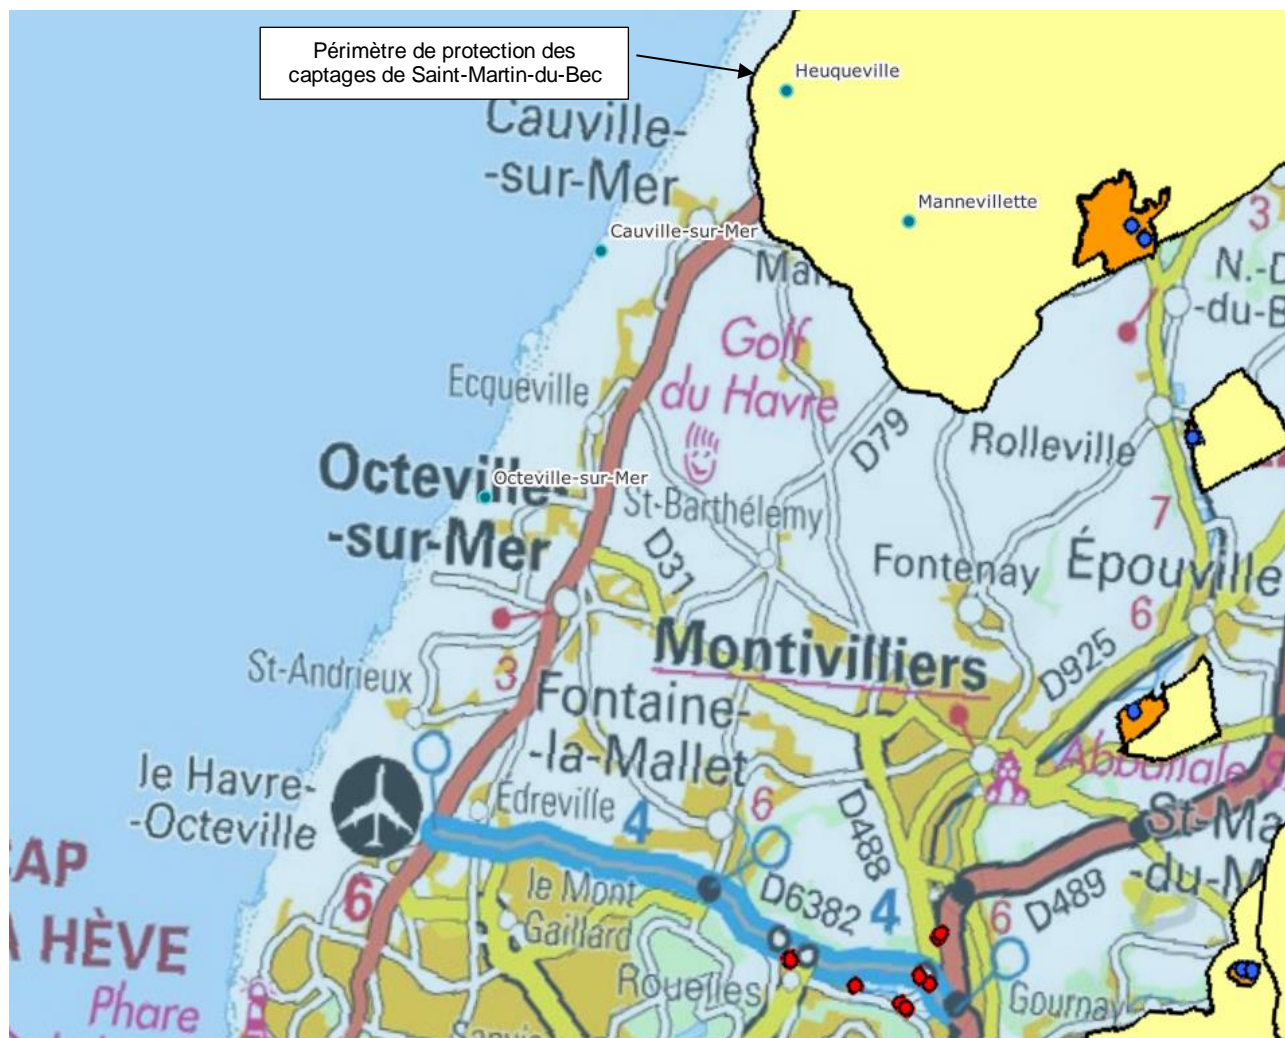 Périmètre de protection des
captages de Saint-Martin-du-Bec
Heuqueville
Cauville-
-sur-Mer
Mannevillette
Cauville-sur-Mer
3
N.-D
-du-B
Golf
du Havre
Ecqueville
D79
Rolleville
Octeville-
-sur-Mer
Octeville-sur-Mer
St-Barthélemy
7
D31
Fontenay
Épouville
6
Montivilliers
D925
St-Andrieux
3
Fontaine-
-la-Mallet
le Havre-
-Octeville
Edreville
4
6
D488
St-Ma
-du-M
CAP
HÈVE
6
le Mont
Gaillard
D6382
4
6
D489
Rouelles
Gournay
Phare